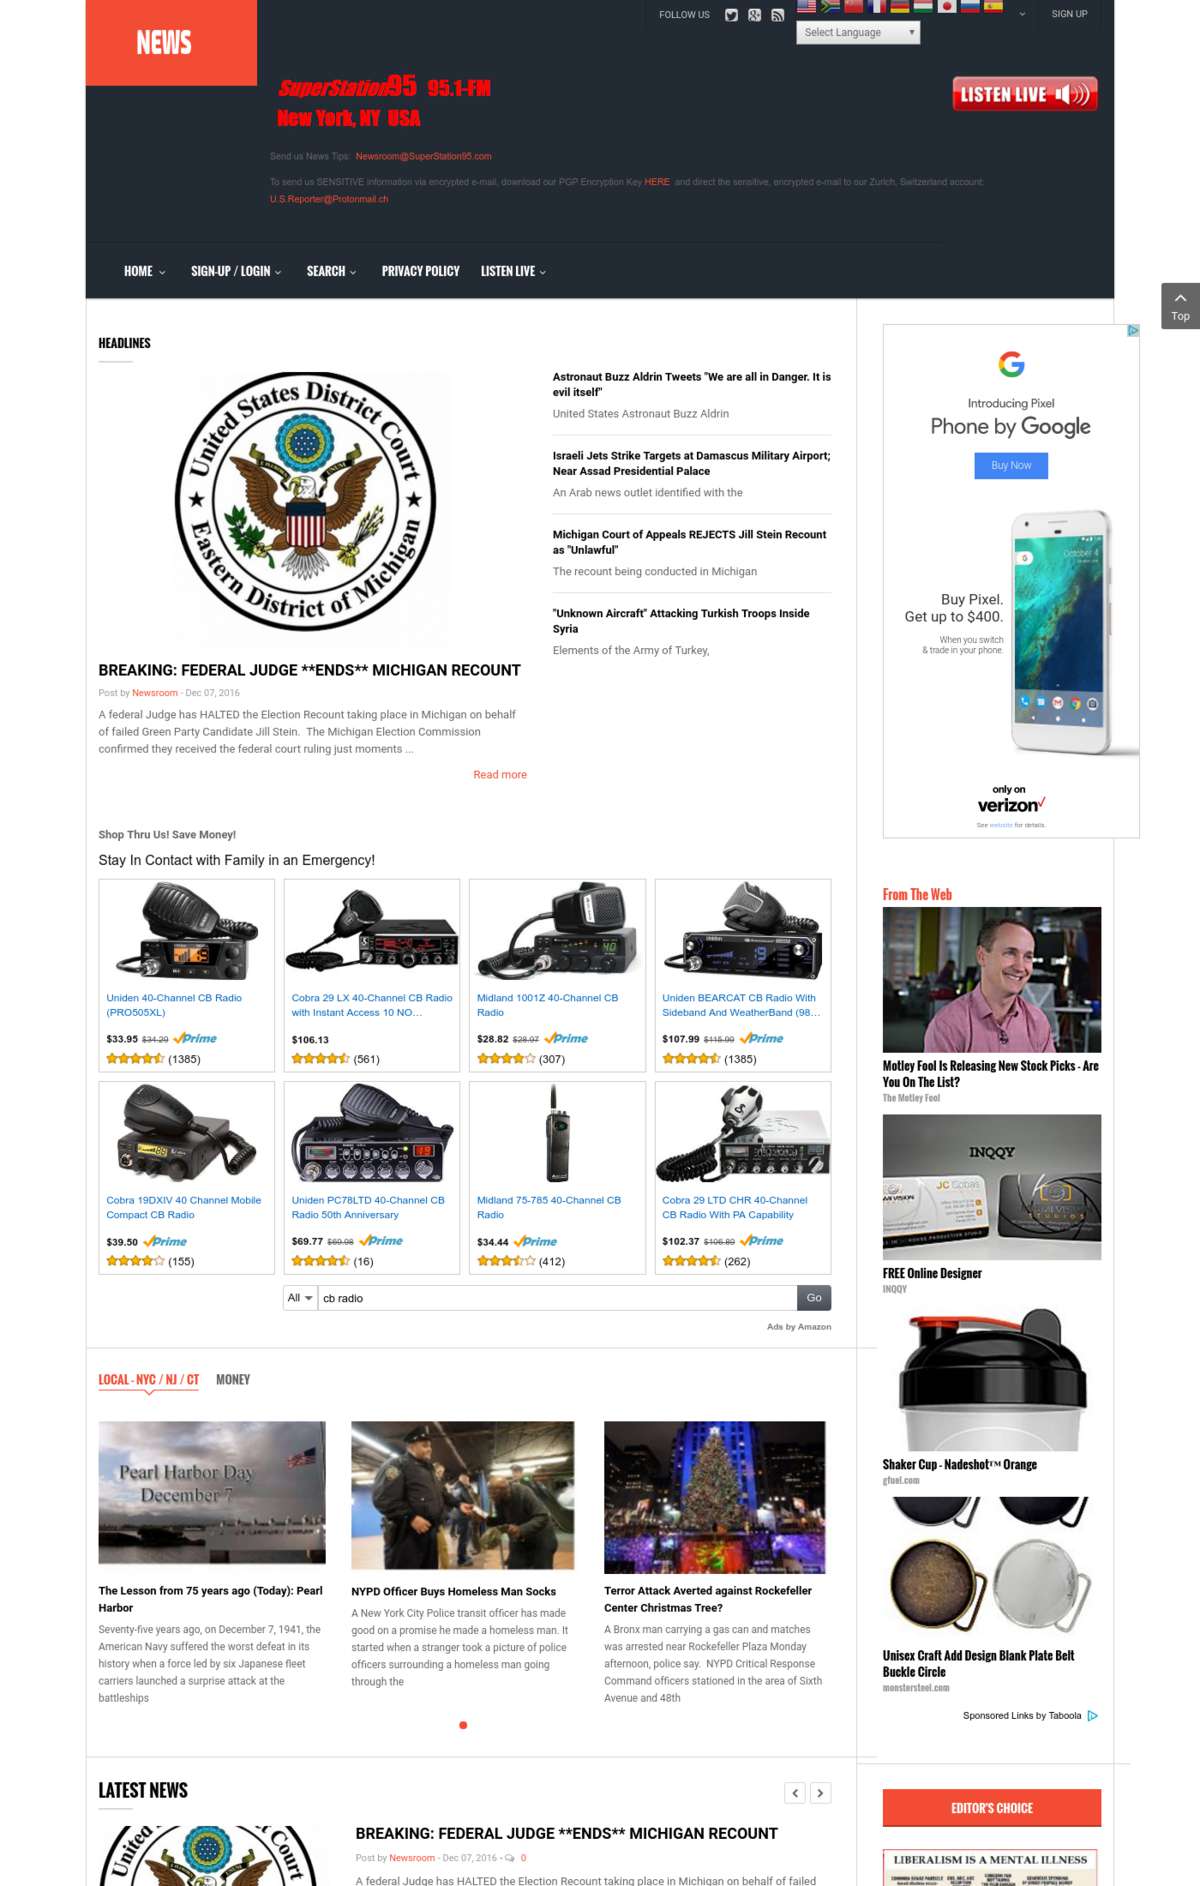 NEWS
FOLLOW US
Select Language
SIGN UP
SuperStation95 95.1-FM
New York, NY USA
LISTEN LIVE
Send us News Tips: Newsroom@SuperStation95.com
To send us SENSITIVE information via encrypted e-mail, download our PGP Encryption Key HERE and direct the sensitive, encrypted e-mail to our Zurich, Switzerland account:
U.S.Reporter@Protonmail.ch
HOME
SIGN-UP / LOGIN
SEARCH
PRIVACY POLICY
LISTEN LIVE
Top
HEADLINES
United States District Court
Eastern District of Michigan
BREAKING: FEDERAL JUDGE **ENDS** MICHIGAN RECOUNT
Post by Newsroom - Dec 07, 2016
A federal Judge has HALTED the Election Recount taking place in Michigan on behalf
of failed Green Party Candidate Jill Stein. The Michigan Election Commission
confirmed they received the federal court ruling just moments ...
Read more
Astronaut Buzz Aldrin Tweets "We are all in Danger. It is
evil itself"
United States Astronaut Buzz Aldrin
Israeli Jets Strike Targets at Damascus Military Airport;
Near Assad Presidential Palace
An Arab news outlet identified with the
Michigan Court of Appeals REJECTS Jill Stein Recount
as "Unlawful"
The recount being conducted in Michigan
"Unknown Aircraft" Attacking Turkish Troops Inside
Syria
Elements of the Army of Turkey,
G
Introducing Pixel
Phone by Google
Buy Now
October 4
Buy Pixel.
Get up to $400.
When you switch
& trade in your phone.
only on
verizon✓
See website for details.
Shop Thru Us! Save Money!
Stay In Contact with Family in an Emergency!
Uniden 40-Channel CB Radio
(PRO505XL)
$33.95 $34.29 Prime
(1385)
Cobra 29 LX 40-Channel CB Radio
with Instant Access 10 NO…
$106.13
(561)
Midland 1001Z 40-Channel CB
Radio
$28.82 $28.97 Prime
(307)
Uniden BEARCAT CB Radio With
Sideband And WeatherBand (98…
$107.99 $115.99 Prime
(1385)
Cobra 19DXIV 40 Channel Mobile
Compact CB Radio
$39.50 Prime
(155)
Uniden PC78LTD 40-Channel CB
Radio 50th Anniversary
$69.77 $69.98 Prime
(16)
Midland 75-785 40-Channel CB
Radio
$34.44 Prime
(412)
Cobra 29 LTD CHR 40-Channel
CB Radio With PA Capability
$102.37 $106.80 Prime
(262)
All
cb radio
Go
Ads by Amazon
From The Web
Motley Fool Is Releasing New Stock Picks - Are
You On The List?
The Motley Fool
INQQY
FREE Online Designer
INQQY
Shaker Cup - Nadeshot™ Orange
gfuel.com
Unisex Craft Add Design Blank Plate Belt
Buckle Circle
monstersteel.com
Sponsored Links by Taboola
LOCAL - NYC / NJ / CT
MONEY
Pearl Harbor Day
December 7
The Lesson from 75 years ago (Today): Pearl
Harbor
Seventy-five years ago, on December 7, 1941, the
American Navy suffered the worst defeat in its
history when a force led by six Japanese fleet
carriers launched a surprise attack at the
battleships
NYPD Officer Buys Homeless Man Socks
A New York City Police transit officer has made
good on a promise he made a homeless man. It
started when a stranger took a picture of police
officers surrounding a homeless man going
through the
Terror Attack Averted against Rockefeller
Center Christmas Tree?
A Bronx man carrying a gas can and matches
was arrested near Rockefeller Plaza Monday
afternoon, police say. NYPD Critical Response
Command officers stationed in the area of Sixth
Avenue and 48th
LATEST NEWS
BREAKING: FEDERAL JUDGE **ENDS** MICHIGAN RECOUNT
Post by Newsroom - Dec 07, 2016 - 0
A federal Judge has HALTED the Election Recount taking place in Michigan on behalf of failed
EDITOR'S CHOICE
LIBERALISM IS A MENTAL ILLNESS